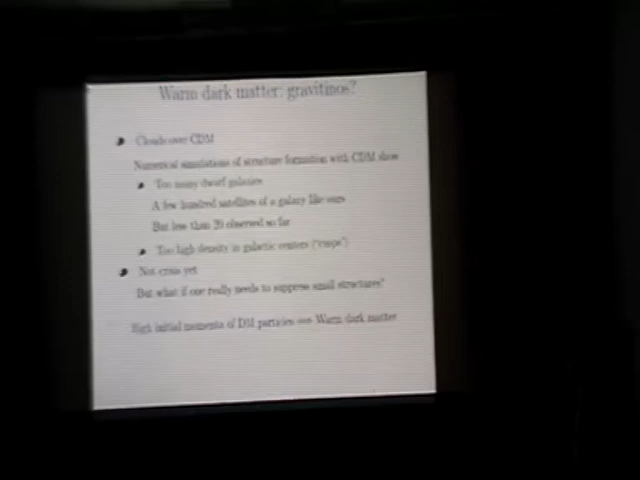 Warm dark matter: gravitinos?
Clouds over CDM
Numerical simulations of structure formation with CDM show
Too many dwarf galaxies
A few hundred satellites of a galaxy like ours
But less than 20 observed so far
Too high density in galactic centers ("cusps")
Not crisis yet
But what if one really needs to suppress small structures?
High initial momenta of DM particles ⟹ Warm dark matter